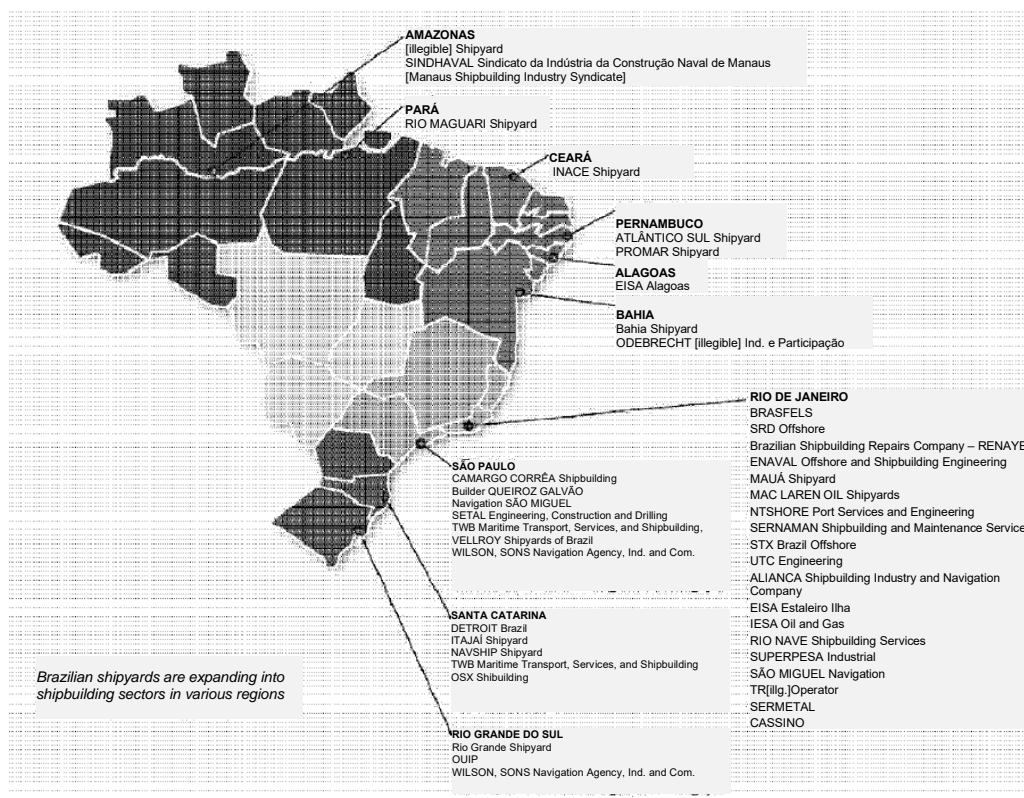 AMAZONAS
[illegible] Shipyard
SINDHAVAL Sindicato da Indústria da Construção Naval de Manaus
[Manaus Shipbuilding Industry Syndicate]
PARÁ
RIO MAGUARI Shipyard
CEARÁ
INACE Shipyard
PERNAMBUCO
ATLÂNTICO SUL Shipyard
PROMAR Shipyard
ALAGOAS
EISA Alagoas
BAHIA
Bahia Shipyard
ODEBRECHT [illegible] Ind. e Participação
RIO DE JANEIRO
BRASFELS
SRD Offshore
Brazilian Shipbuilding Repairs Company – RENAVE
ENAVAL Offshore and Shipbuilding Engineering
MAUÁ Shipyard
MAC LAREN OIL Shipyards
NTSHORE Port Services and Engineering
SERNAMAN Shipbuilding and Maintenance Service
STX Brazil Offshore
UTC Engineering
ALIANCA Shipbuilding Industry and Navigation
Company
EISA Estaleiro Ilha
IESA Oil and Gas
RIO NAVE Shipbuilding Services
SUPERPESA Industrial
SÃO MIGUEL Navigation
TR[illg.]Operator
SERMETAL
CASSINO
SÃO PAULO
CAMARGO CORRÊA Shipbuilding
Builder QUEIROZ GALVÃO
Navigation SÃO MIGUEL
SETAL Engineering, Construction and Drilling
TWB Maritime Transport, Services, and Shipbuilding,
VELLROY Shipyards of Brazil
WILSON, SONS Navigation Agency, Ind. and Com.
SANTA CATARINA
DETROIT Brazil
ITAJAÍ Shipyard
NAVSHIP Shipyard
TWB Maritime Transport, Services, and Shipbuilding
OSX Shibuilding
Brazilian shipyards are expanding into
shipbuilding sectors in various regions
RIO GRANDE DO SUL
Rio Grande Shipyard
OUIP
WILSON, SONS Navigation Agency, Ind. and Com.